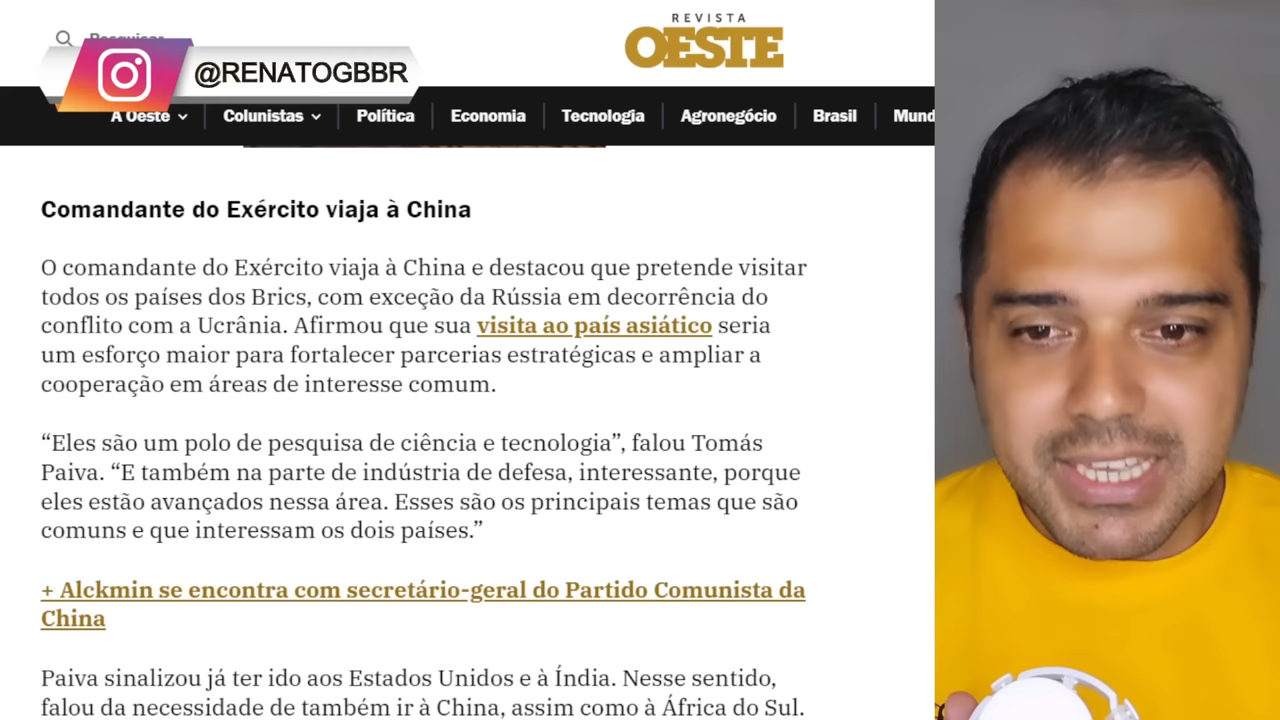 REVISTA
OESTE
Pesquisar
@RENATOGBBR
A Oeste
Colunistas
Política
Economia
Tecnologia
Agronegócio
Brasil
Mund
Comandante do Exército viaja à China
O comandante do Exército viaja à China e destacou que pretende visitar
todos os países dos Brics, com exceção da Rússia em decorrência do
conflito com a Ucrânia. Afirmou que sua visita ao país asiático seria
um esforço maior para fortalecer parcerias estratégicas e ampliar a
cooperação em áreas de interesse comum.
“Eles são um polo de pesquisa de ciência e tecnologia”, falou Tomás
Paiva. “E também na parte de indústria de defesa, interessante, porque
eles estão avançados nessa área. Esses são os principais temas que são
comuns e que interessam os dois países.”
+ Alckmin se encontra com secretário-geral do Partido Comunista da
China
Paiva sinalizou já ter ido aos Estados Unidos e à Índia. Nesse sentido,
falou da necessidade de também ir à China, assim como à África do Sul.